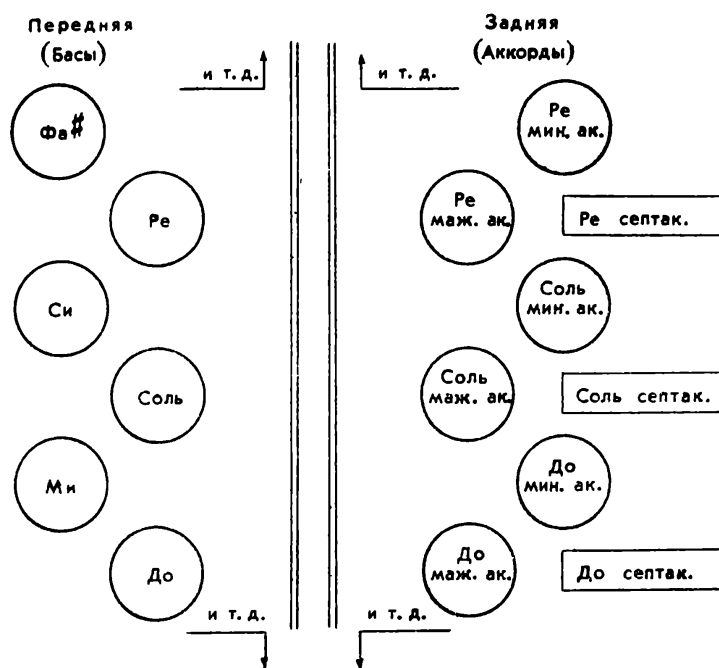 Передняя
(Басы)
и т. д.
Фа#
Ре
Си
Соль
Ми
До
и т. д.
Задняя
(Аккорды)
и т. д.
Ре
мин. ак.
Ре
маж. ак.
Ре септак.
Соль
мин. ак.
Соль
маж. ак.
Соль септак.
До
мин. ак.
До
маж. ак.
До септак.
и т. д.